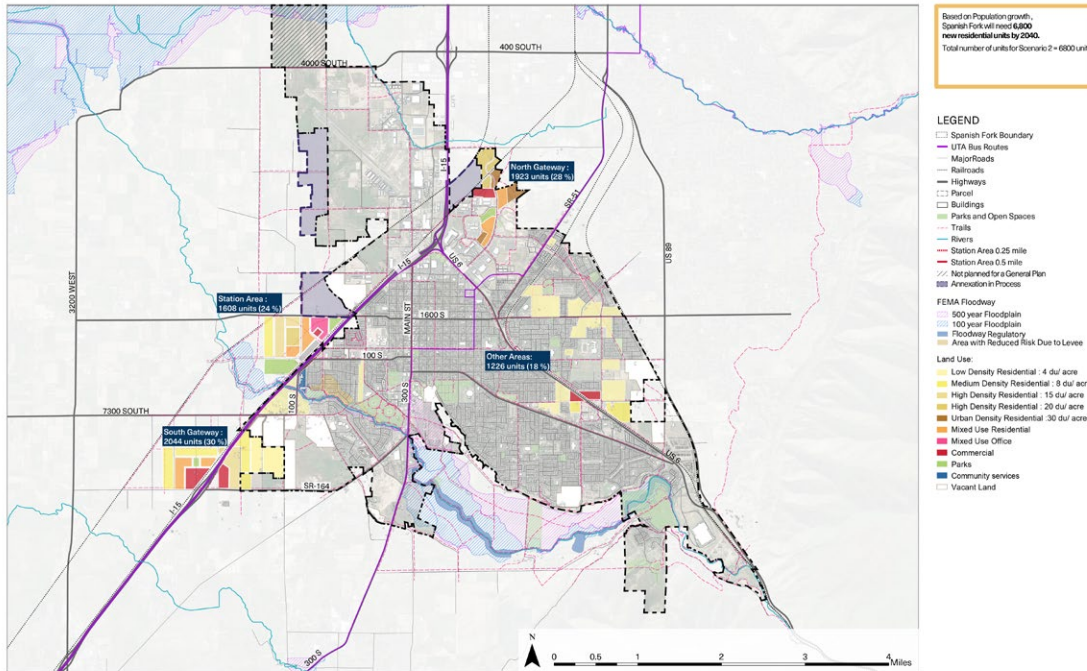 Based on Population growth,
Spanish Fork will need 6,800
new residential units by 2040.
Total number of units for Scenario 2 = 6800 unit
400 SOUTH
4000 SOUTH
I-15
North Gateway :
1923 units (28 %)
SR-51
US 6
US 89
3200 WEST
I-15
Station Area :
1608 units (24 %)
MAIN ST
1600 S
100 S
Other Areas:
1226 units (18 %)
100 S
300 S
7300 SOUTH
South Gateway :
2044 units (30 %)
US 6
SR-164
I-15
300 S
N
0 0.5 1 2 3 4
Miles
LEGEND
Spanish Fork Boundary
UTA Bus Routes
MajorRoads
Railroads
Highways
Parcel
Buildings
Parks and Open Spaces
Trails
Rivers
Station Area 0.25 mile
Station Area 0.5 mile
Not planned for a General Plan
Annexation in Process
FEMA Floodway
500 year Floodplain
100 year Floodplain
Floodway Regulatory
Area with Reduced Risk Due to Levee
Land Use:
Low Density Residential : 4 du/ acre
Medium Density Residential : 8 du/ acr
High Density Residential : 15 du/ acre
High Density Residential : 20 du/ acre
Urban Density Residential :30 du/ acre
Mixed Use Residential
Mixed Use Office
Commercial
Parks
Community services
Vacant Land